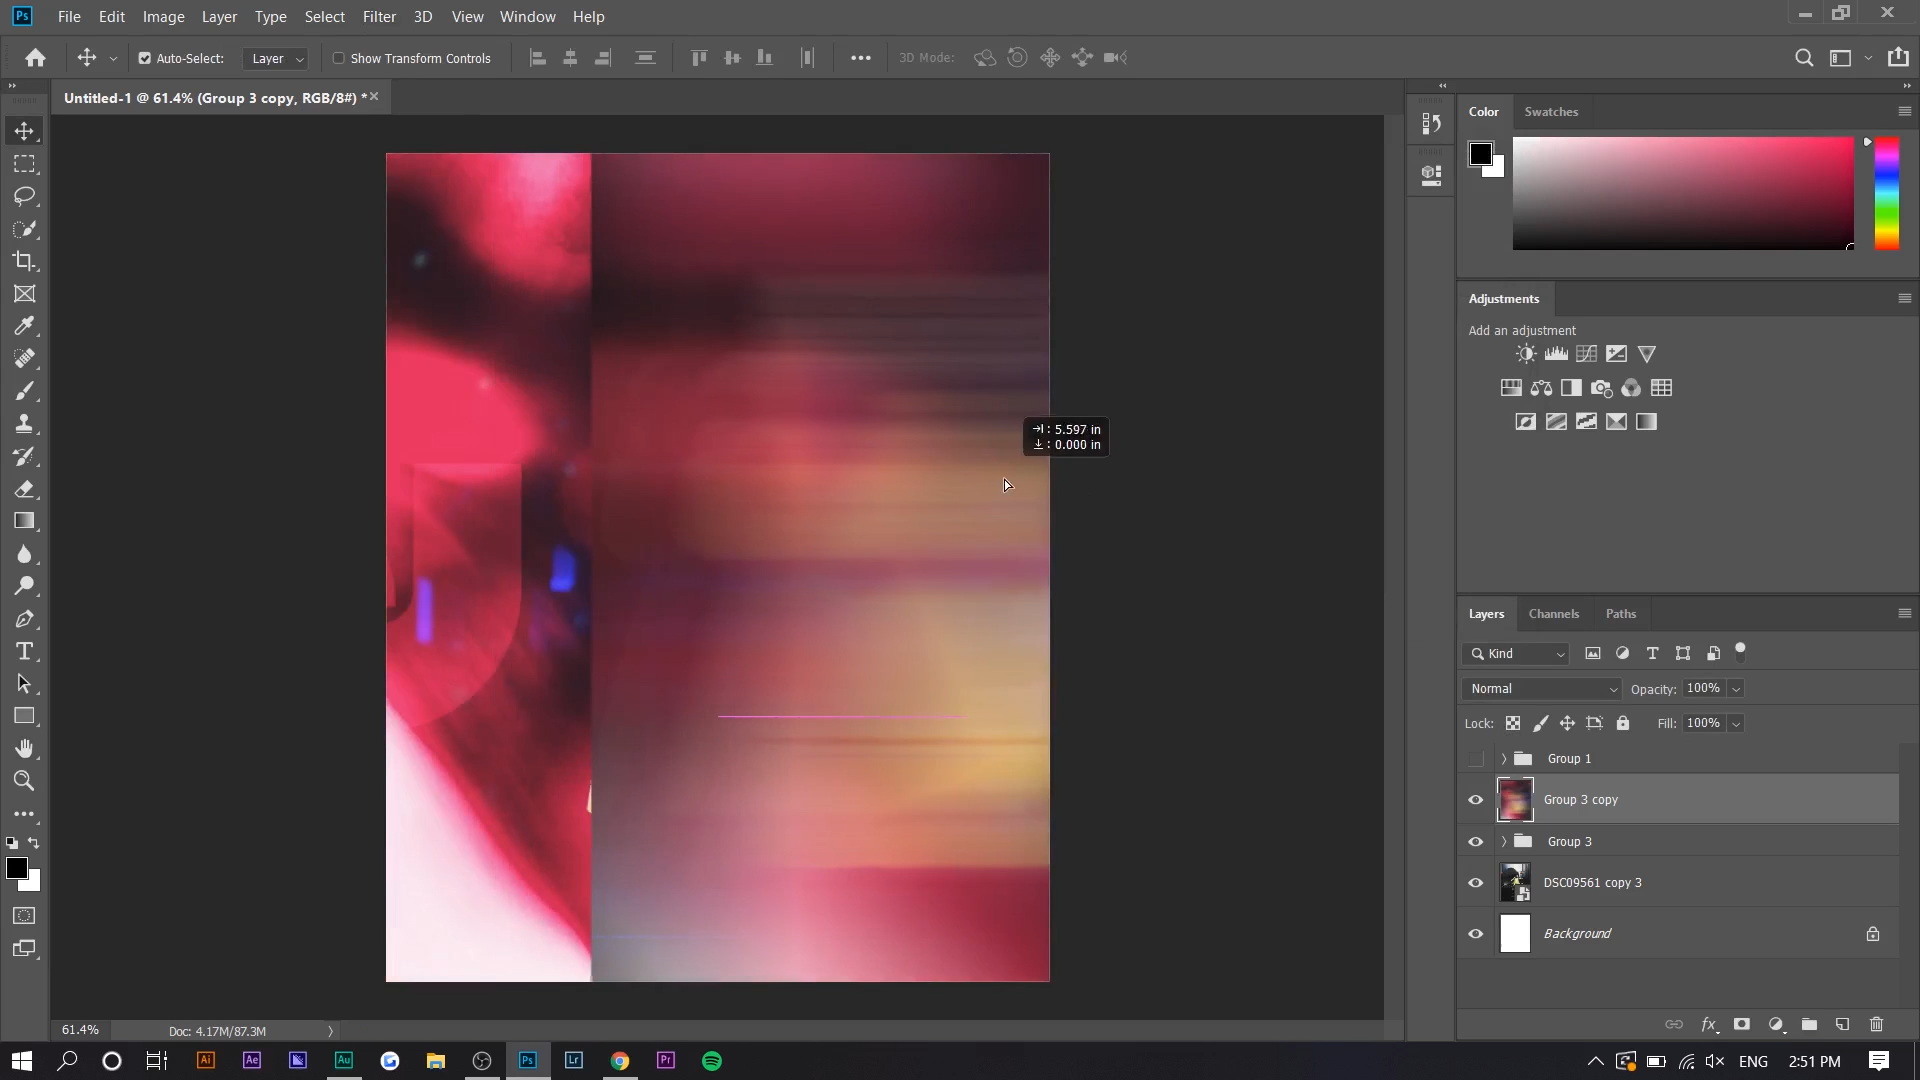 Ps File Edit Image Layer Type Select Filter 3D View Window Help
Auto-Select: Layer Show Transform Controls 3D Mode:
Untitled-1 @ 61.4% (Group 3 copy, RGB/8#) *
Color Swatches
Adjustments
Add an adjustment
5.597 in
0.000 in
Layers Channels Paths
Kind
Normal Opacity: 100%
Lock: Fill: 100%
Group 1
Group 3 copy
Group 3
DSC09561 copy 3
Background
fx
61.4% Doc: 4.17M/87.3M
Ai Ae Au Ps Lr Pr ENG 2:51 PM